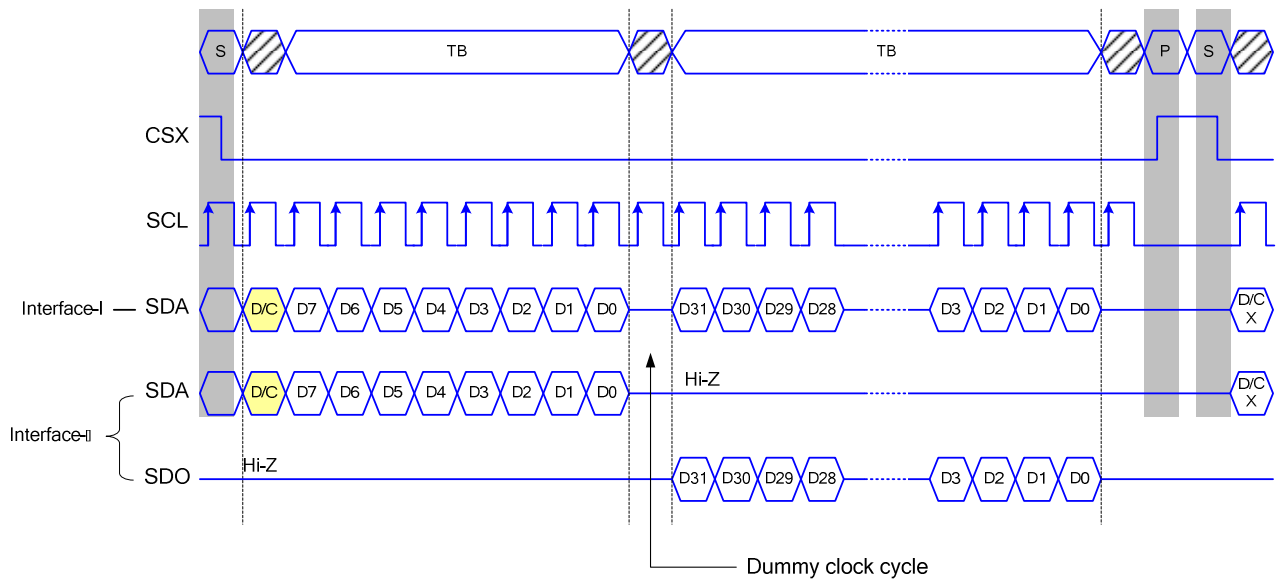 S TB TB P S
CSX
SCL
Interface-I SDA D/C D7 D6 D5 D4 D3 D2 D1 D0 D31 D30 D29 D28 D3 D2 D1 D0 D/C X
Interface-▯ SDA D/C D7 D6 D5 D4 D3 D2 D1 D0 Hi-Z D/C X
SDO Hi-Z D31 D30 D29 D28 D3 D2 D1 D0
Dummy clock cycle